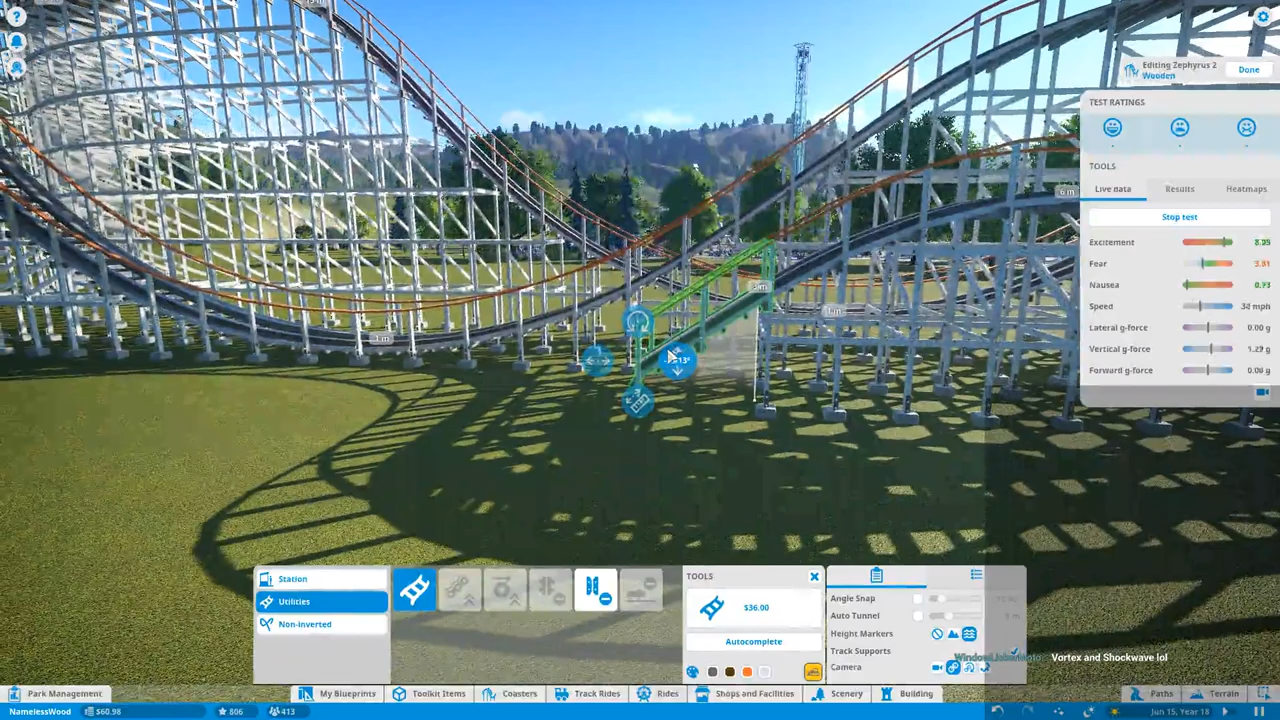 Editing Zephyrus 2
Wooden
Done
TEST RATINGS
TOOLS
Live data Results Heatmaps
Stop test
Excitement
Fear
Nausea
Speed
Lateral g-force 0.00 g
Vertical g-force
Forward g-force
6 m
1 m
1 m
13°
Station
Utilities
Non-inverted
TOOLS
$36.00
Autocomplete
Angle Snap
Auto Tunnel
Height Markers
Track Supports
Camera
Vortex and Shockwave lol
Park Management My Blueprints Toolkit Items Coasters Track Rides Rides Shops and Facilities Scenery Building Paths Terrain
NamelessWood $60.98 806 413 Jun 15, Year 18